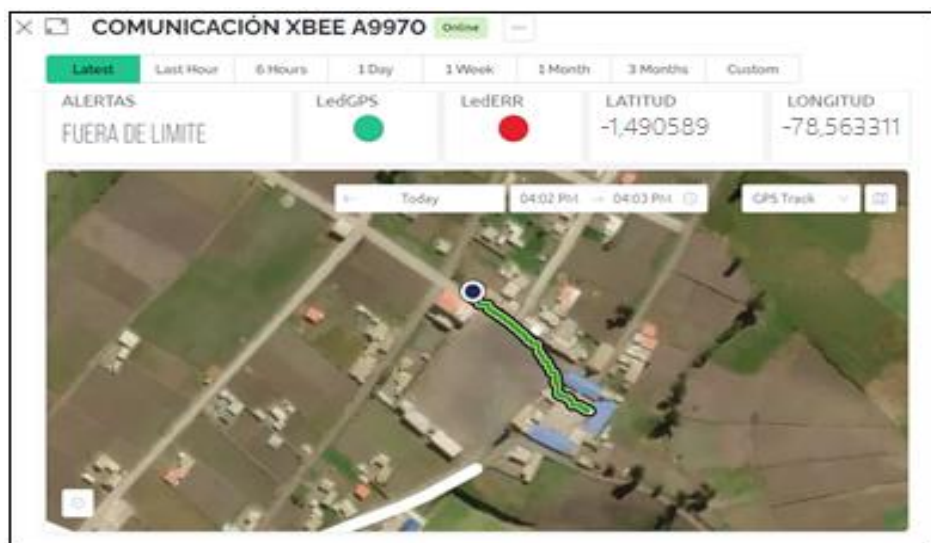 COMUNICACIÓN XBEE A9970 Online
Latest Last Hour 6 Hours 1 Day 1 Week 1 Month 3 Months Custom
ALERTAS LedGPS LedERR LATITUD LONGITUD
FUERA DE LIMITE -1,490589 -78,563311
Today 04:02 PM → 04:03 PM GPS Track